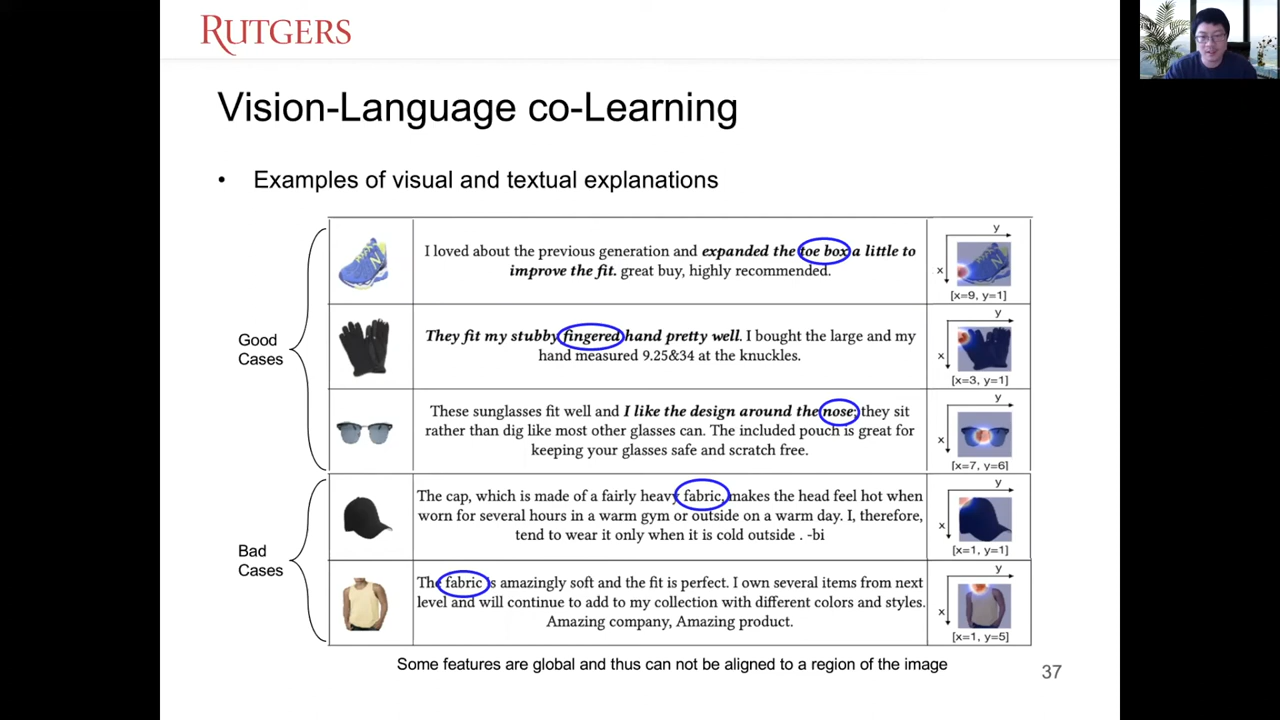 RUTGERS
Vision-Language co-Learning
• Examples of visual and textual explanations
Good
Cases
I loved about the previous generation and expanded the toe box a little to
improve the fit. great buy, highly recommended.
y
x
[x=9, y=1]
They fit my stubby fingered hand pretty well. I bought the large and my
hand measured 9.25&34 at the knuckles.
y
x
[x=3, y=1]
These sunglasses fit well and I like the design around the nose; they sit
rather than dig like most other glasses can. The included pouch is great for
keeping your glasses safe and scratch free.
y
x
[x=7, y=6]
Bad
Cases
The cap, which is made of a fairly heavy fabric, makes the head feel hot when
worn for several hours in a warm gym or outside on a warm day. I, therefore,
tend to wear it only when it is cold outside . -bi
y
x
[x=1, y=1]
The fabric is amazingly soft and the fit is perfect. I own several items from next
level and will continue to add to my collection with different colors and styles.
Amazing company, Amazing product.
y
x
[x=1, y=5]
Some features are global and thus can not be aligned to a region of the image
37